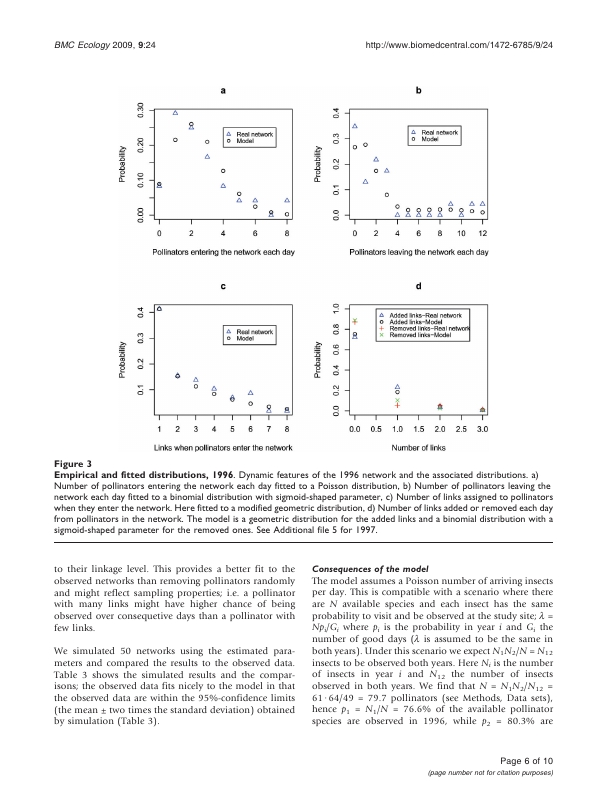 BMC Ecology 2009, 9:24
http://www.biomedcentral.com/1472-6785/9/24
a
0.30
0.20
0.10
0.00
Probability
Real network
Model
0 2 4 6 8
Pollinators entering the network each day
b
0.4
0.3
0.2
0.1
0.0
Probability
Real network
Model
0 2 4 6 8 10 12
Pollinators leaving the network each day
c
0.4
0.3
0.2
0.1
Probability
Real network
Model
1 2 3 4 5 6 7 8
Links when pollinators enter the network
d
1.0
0.8
0.6
0.4
0.2
0.0
Probability
Added links-Real network
Added links-Model
Removed links-Real network
Removed links-Model
0.0 0.5 1.0 1.5 2.0 2.5 3.0
Number of links
Figure 3
Empirical and fitted distributions, 1996. Dynamic features of the 1996 network and the associated distributions. a)
Number of pollinators entering the network each day fitted to a Poisson distribution, b) Number of pollinators leaving the
network each day fitted to a binomial distribution with sigmoid-shaped parameter, c) Number of links assigned to pollinators
when they enter the network. Here fitted to a modified geometric distribution, d) Number of links added or removed each day
from pollinators in the network. The model is a geometric distribution for the added links and a binomial distribution with a
sigmoid-shaped parameter for the removed ones. See Additional file 5 for 1997.
to their linkage level. This provides a better fit to the
observed networks than removing pollinators randomly
and might reflect sampling properties; i.e. a pollinator
with many links might have higher chance of being
observed over consequetive days than a pollinator with
few links.
We simulated 50 networks using the estimated para-
meters and compared the results to the observed data.
Table 3 shows the simulated results and the compar-
isons; the observed data fits nicely to the model in that
the observed data are within the 95%-confidence limits
(the mean ± two times the standard deviation) obtained
by simulation (Table 3).
Consequences of the model
The model assumes a Poisson number of arriving insects
per day. This is compatible with a scenario where there
are N available species and each insect has the same
probability to visit and be observed at the study site; λ =
Npᵢ/Gᵢ where pᵢ is the probability in year i and Gᵢ the
number of good days (λ is assumed to be the same in
both years). Under this scenario we expect N₁N₂/N = N₁₂
insects to be observed both years. Here Nᵢ is the number
of insects in year i and N₁₂ the number of insects
observed in both years. We find that N = N₁N₂/N₁₂ =
61·64/49 = 79.7 pollinators (see Methods, Data sets),
hence p₁ = N₁/N = 76.6% of the available pollinator
species are observed in 1996, while p₂ = 80.3% are
Page 6 of 10
(page number not for citation purposes)